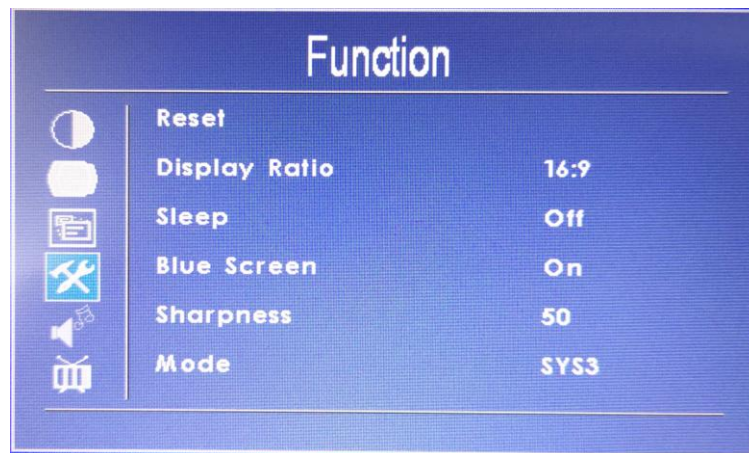 Function
Reset
Display Ratio 16:9
Sleep Off
Blue Screen On
Sharpness 50
Mode SYS3